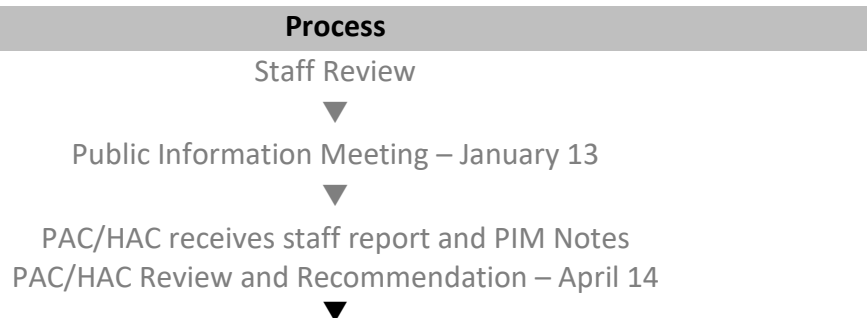 Process
Staff Review
▼
Public Information Meeting – January 13
▼
PAC/HAC receives staff report and PIM Notes
PAC/HAC Review and Recommendation – April 14
▼